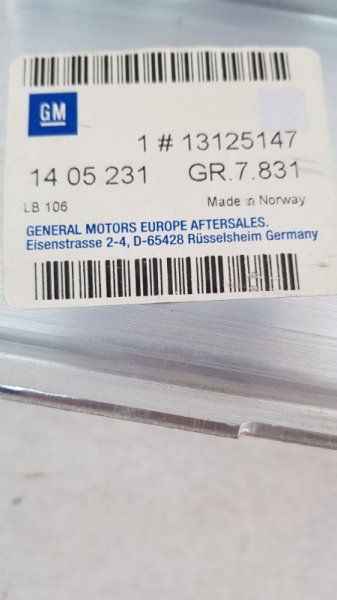 GM
1 # 13125147
14 05 231 GR.7.831
LB 106 Made in Norway
GENERAL MOTORS EUROPE AFTERSALES.
Eisenstrasse 2-4, D-65428 Rüsselsheim Germany